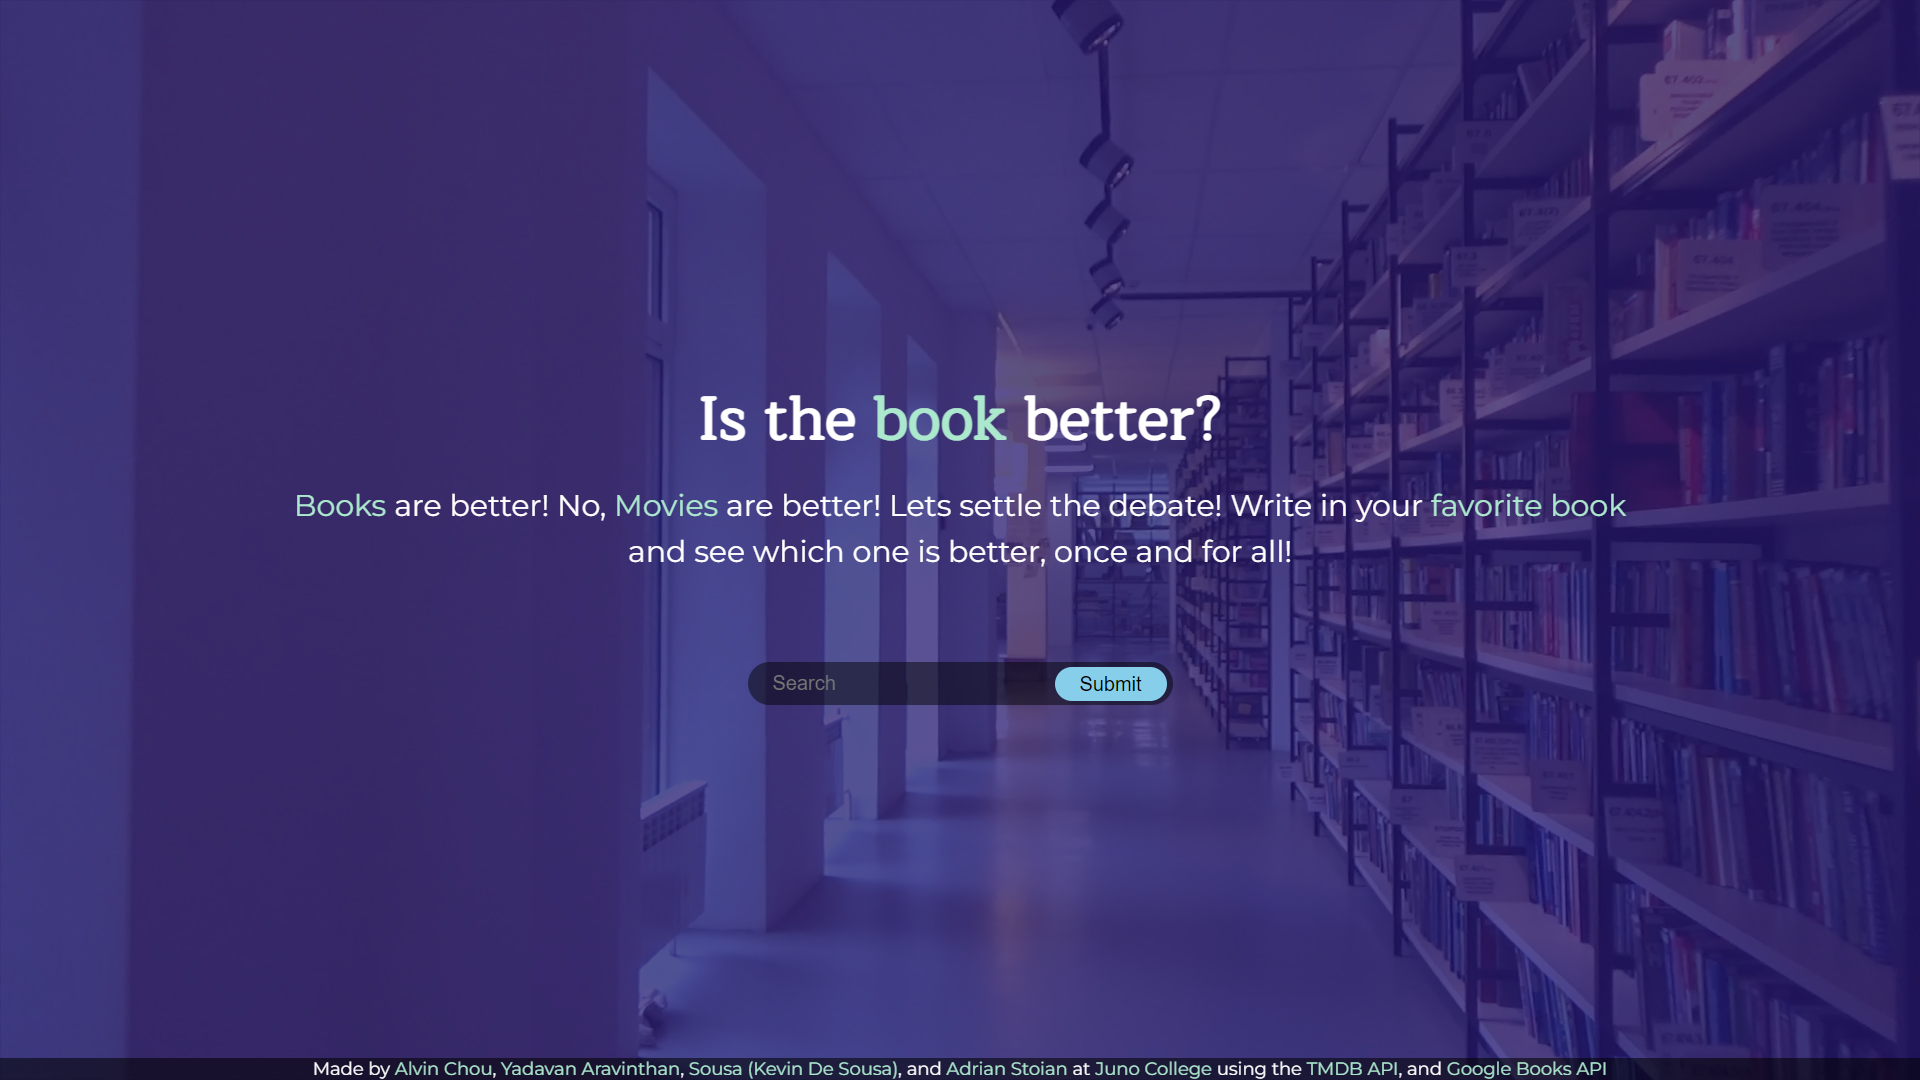 Is the book better?
Books are better! No, Movies are better! Lets settle the debate! Write in your favorite book
and see which one is better, once and for all!
Search
Submit
Made by Alvin Chou, Yadavan Aravinthan, Sousa (Kevin De Sousa), and Adrian Stoian at Juno College using the TMDB API, and Google Books API